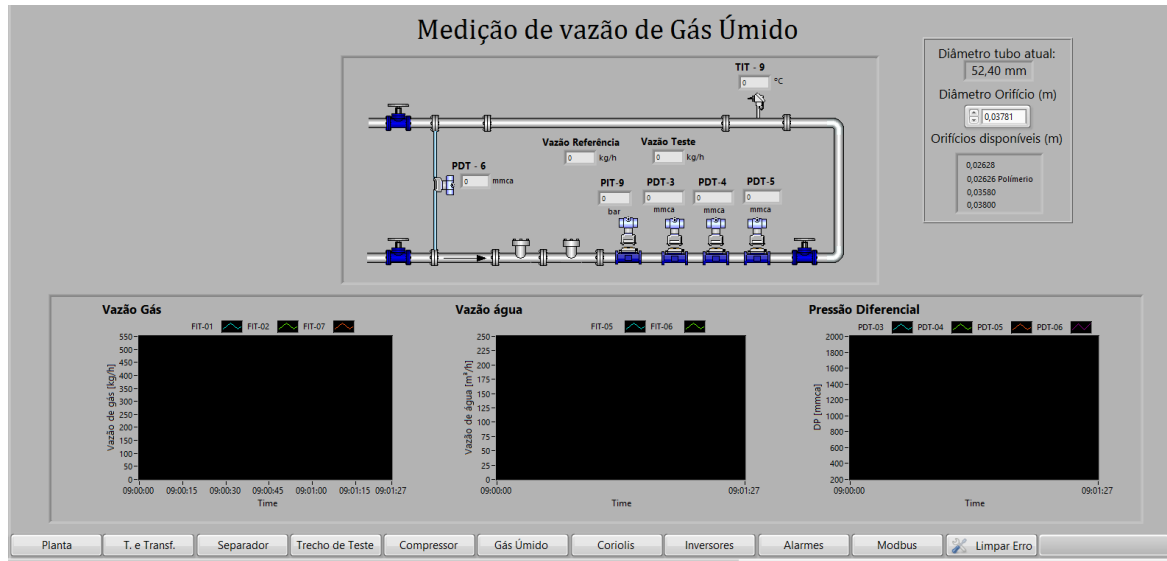 Medição de vazão de Gás Úmido
TIT - 9
0 °C
Vazão Referência
0 kg/h
Vazão Teste
0 kg/h
PDT - 6
0 mmca
PIT-9
0
bar
PDT-3
0
mmca
PDT-4
0
mmca
PDT-5
0
mmca
Diâmetro tubo atual:
52,40 mm
Diâmetro Orifício (m)
0,03781
Orifícios disponíveis (m)
0,02628
0,02626 Polímerio
0,03580
0,03800
Vazão Gás
FIT-01 FIT-02 FIT-07
Vazão de gás [kg/h]
550
500
450
400
350
300
250
200
150
100
50
0
09:00:00 09:00:15 09:00:30 09:00:45 09:01:00 09:01:15 09:01:27
Time
Vazão água
FIT-05 FIT-06
Vazão de água [m³/h]
250
225
200
175
150
125
100
75
50
25
0
09:00:00 09:01:27
Time
Pressão Diferencial
PDT-03 PDT-04 PDT-05 PDT-06
DP [mmca]
2000
1800
1600
1400
1200
1000
800
600
400
200
09:00:00 09:01:27
Time
Planta T. e Transf. Separador Trecho de Teste Compressor Gás Úmido Coriolis Inversores Alarmes Modbus Limpar Erro